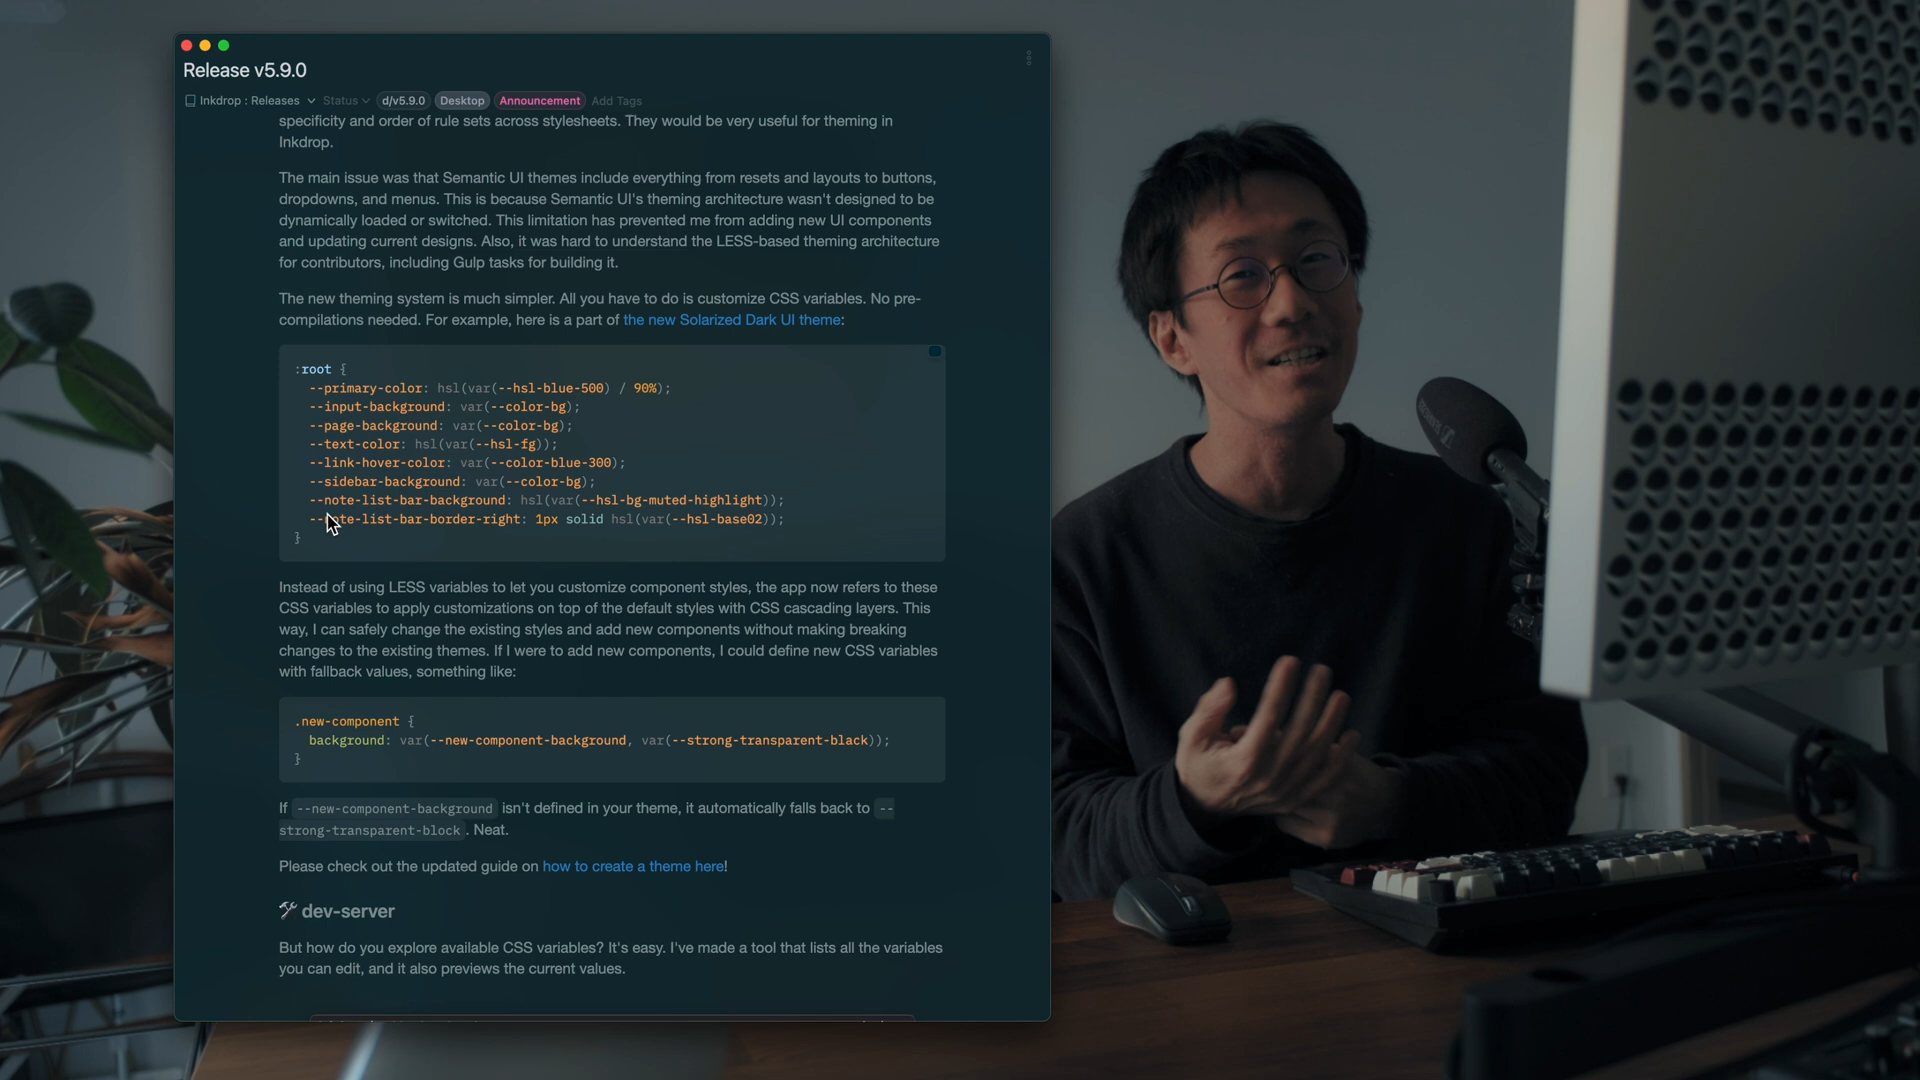 Release v5.9.0
Inkdrop : Releases Status d/v5.9.0 Desktop Announcement Add Tags
specificity and order of rule sets across stylesheets. They would be very useful for theming in
Inkdrop.
The main issue was that Semantic UI themes include everything from resets and layouts to buttons,
dropdowns, and menus. This is because Semantic UI's theming architecture wasn't designed to be
dynamically loaded or switched. This limitation has prevented me from adding new UI components
and updating current designs. Also, it was hard to understand the LESS-based theming architecture
for contributors, including Gulp tasks for building it.
The new theming system is much simpler. All you have to do is customize CSS variables. No pre-
compilations needed. For example, here is a part of the new Solarized Dark UI theme:
:root {
--primary-color: hsl(var(--hsl-blue-500) / 90%);
--input-background: var(--color-bg);
--page-background: var(--color-bg);
--text-color: hsl(var(--hsl-fg));
--link-hover-color: var(--color-blue-300);
--sidebar-background: var(--color-bg);
--note-list-bar-background: hsl(var(--hsl-bg-muted-highlight));
--note-list-bar-border-right: 1px solid hsl(var(--hsl-base02));
}
Instead of using LESS variables to let you customize component styles, the app now refers to these
CSS variables to apply customizations on top of the default styles with CSS cascading layers. This
way, I can safely change the existing styles and add new components without making breaking
changes to the existing themes. If I were to add new components, I could define new CSS variables
with fallback values, something like:
.new-component {
background: var(--new-component-background, var(--strong-transparent-black));
}
If --new-component-background isn't defined in your theme, it automatically falls back to --
strong-transparent-block . Neat.
Please check out the updated guide on how to create a theme here!
dev-server
But how do you explore available CSS variables? It's easy. I've made a tool that lists all the variables
you can edit, and it also previews the current values.